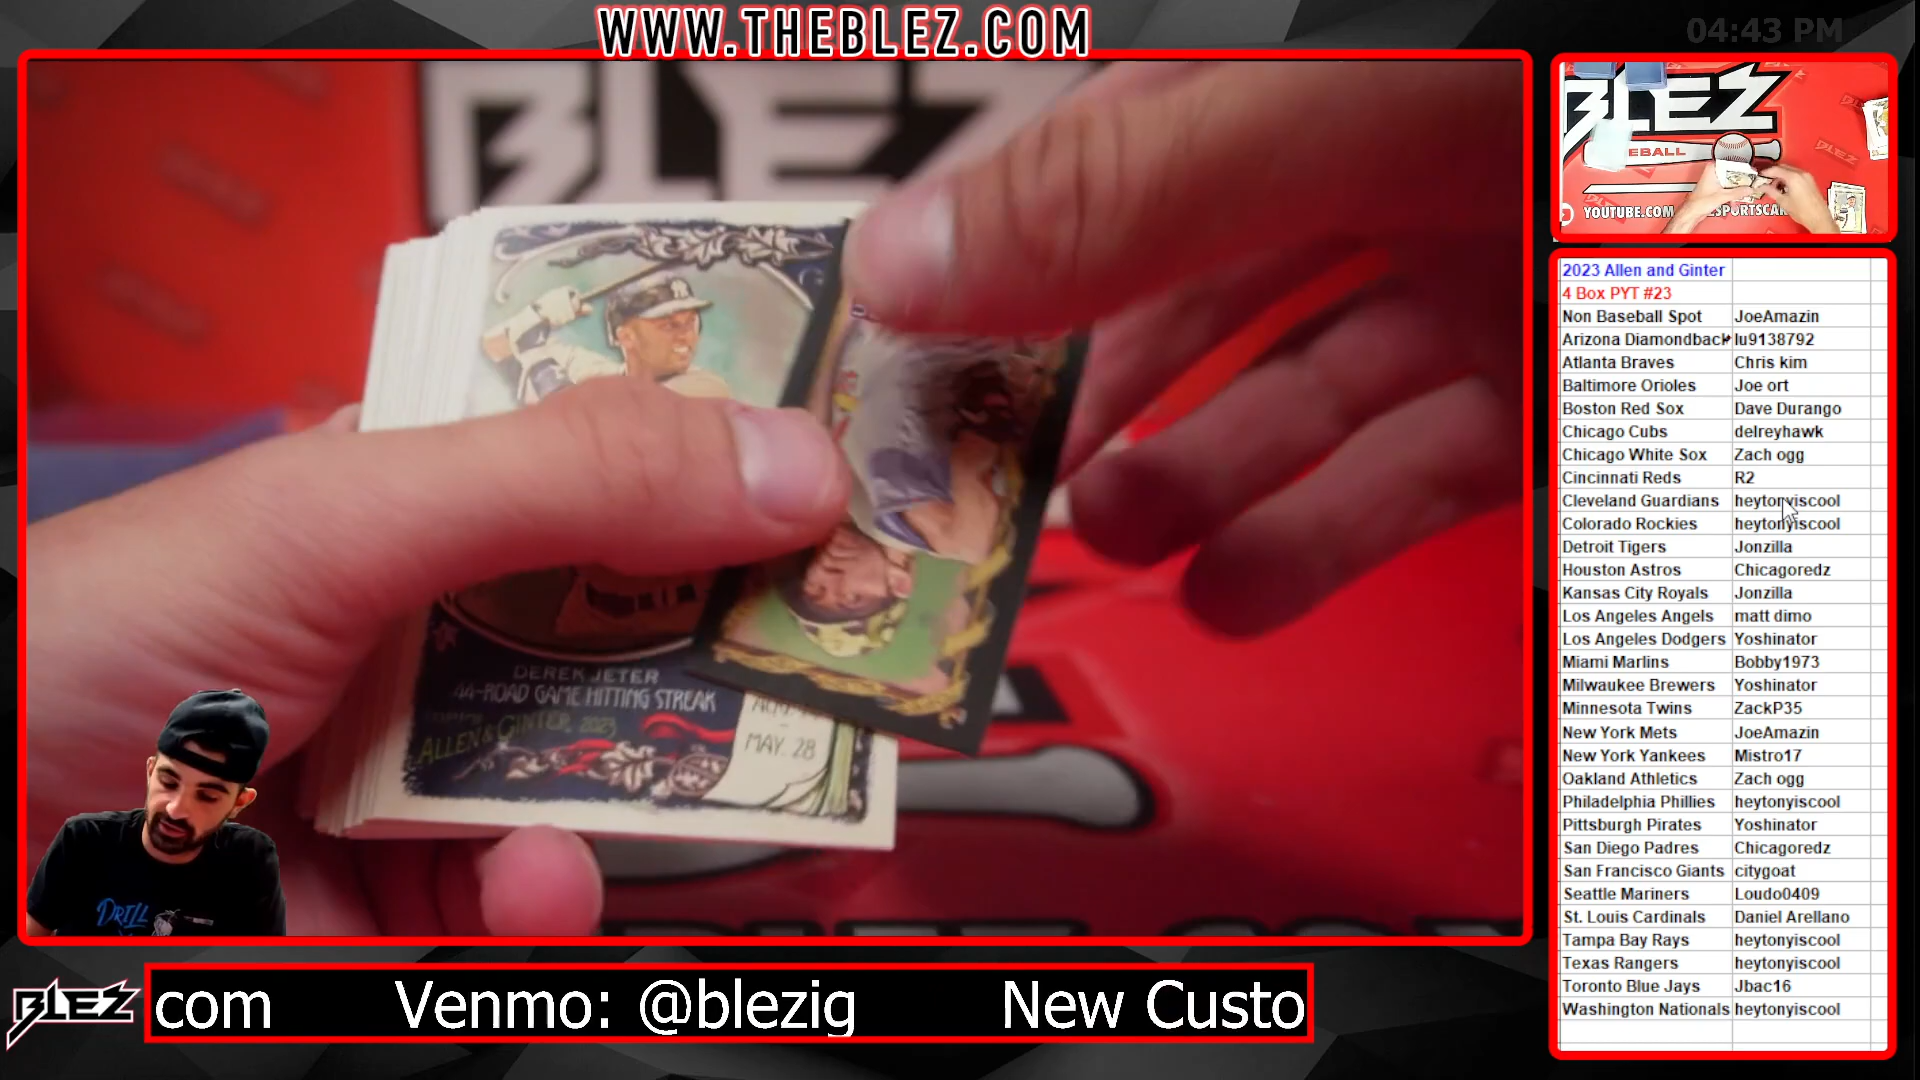 WWW.THEBLEZ.COM
04:43 PM
BLEZ
BLEZ
EBALL
BLEZ
YOUTUBE.COM
DEREK JETER
44-ROAD GAME HITTING STREAK
ALLEN & GINTER, 2023
MAY. 28
DRILL
2023 Allen and Ginter
4 Box PYT #23
Non Baseball Spot JoeAmazin
Arizona Diamondback lu9138792
Atlanta Braves Chris kim
Baltimore Orioles Joe ort
Boston Red Sox Dave Durango
Chicago Cubs delreyhawk
Chicago White Sox Zach ogg
Cincinnati Reds R2
Cleveland Guardians heytonyiscool
Colorado Rockies heytonyiscool
Detroit Tigers Jonzilla
Houston Astros Chicagoredz
Kansas City Royals Jonzilla
Los Angeles Angels matt dimo
Los Angeles Dodgers Yoshinator
Miami Marlins Bobby1973
Milwaukee Brewers Yoshinator
Minnesota Twins ZackP35
New York Mets JoeAmazin
New York Yankees Mistro17
Oakland Athletics Zach ogg
Philadelphia Phillies heytonyiscool
Pittsburgh Pirates Yoshinator
San Diego Padres Chicagoredz
San Francisco Giants citygoat
Seattle Mariners Loudo0409
St. Louis Cardinals Daniel Arellano
Tampa Bay Rays heytonyiscool
Texas Rangers heytonyiscool
Toronto Blue Jays Jbac16
Washington Nationals heytonyiscool
BLEZ
com Venmo: @blezig New Custo